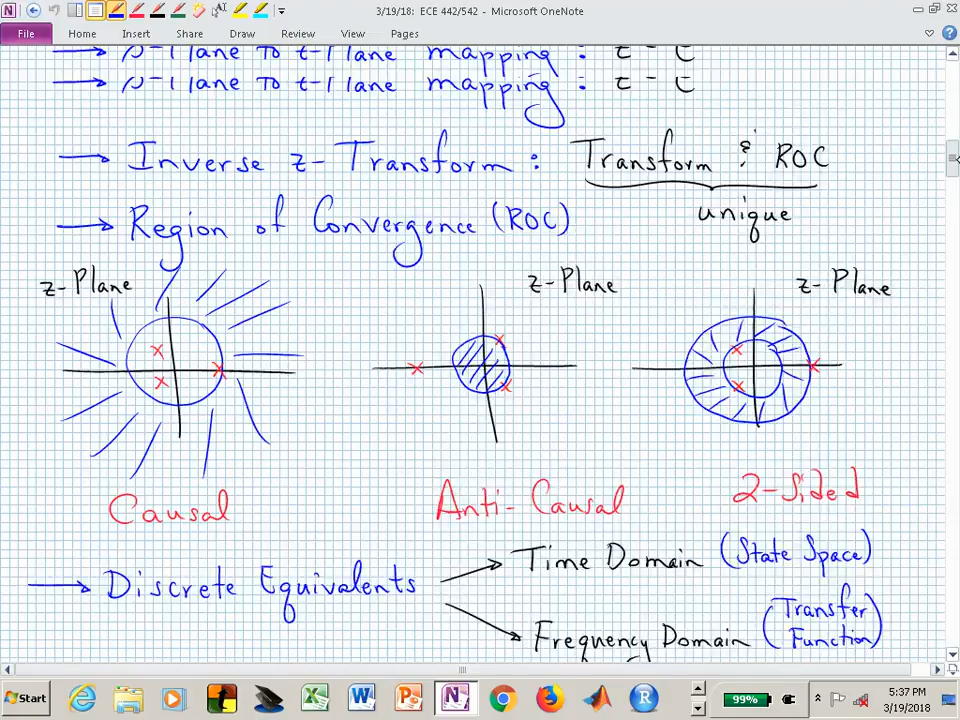 3/19/18: ECE 442/542 - Microsoft OneNote
File Home Insert Share Draw Review View Pages
mapping :
mapping :
→ Inverse z-Transform : Transform & ROC
unique
→ Region of Convergence (ROC)
z-Plane z-Plane z-Plane
Causal Anti-Causal 2-Sided
→ Discrete Equivalents
Time Domain (State Space)
Frequency Domain (Transfer Function)
Start
99%
5:37 PM
3/19/2018